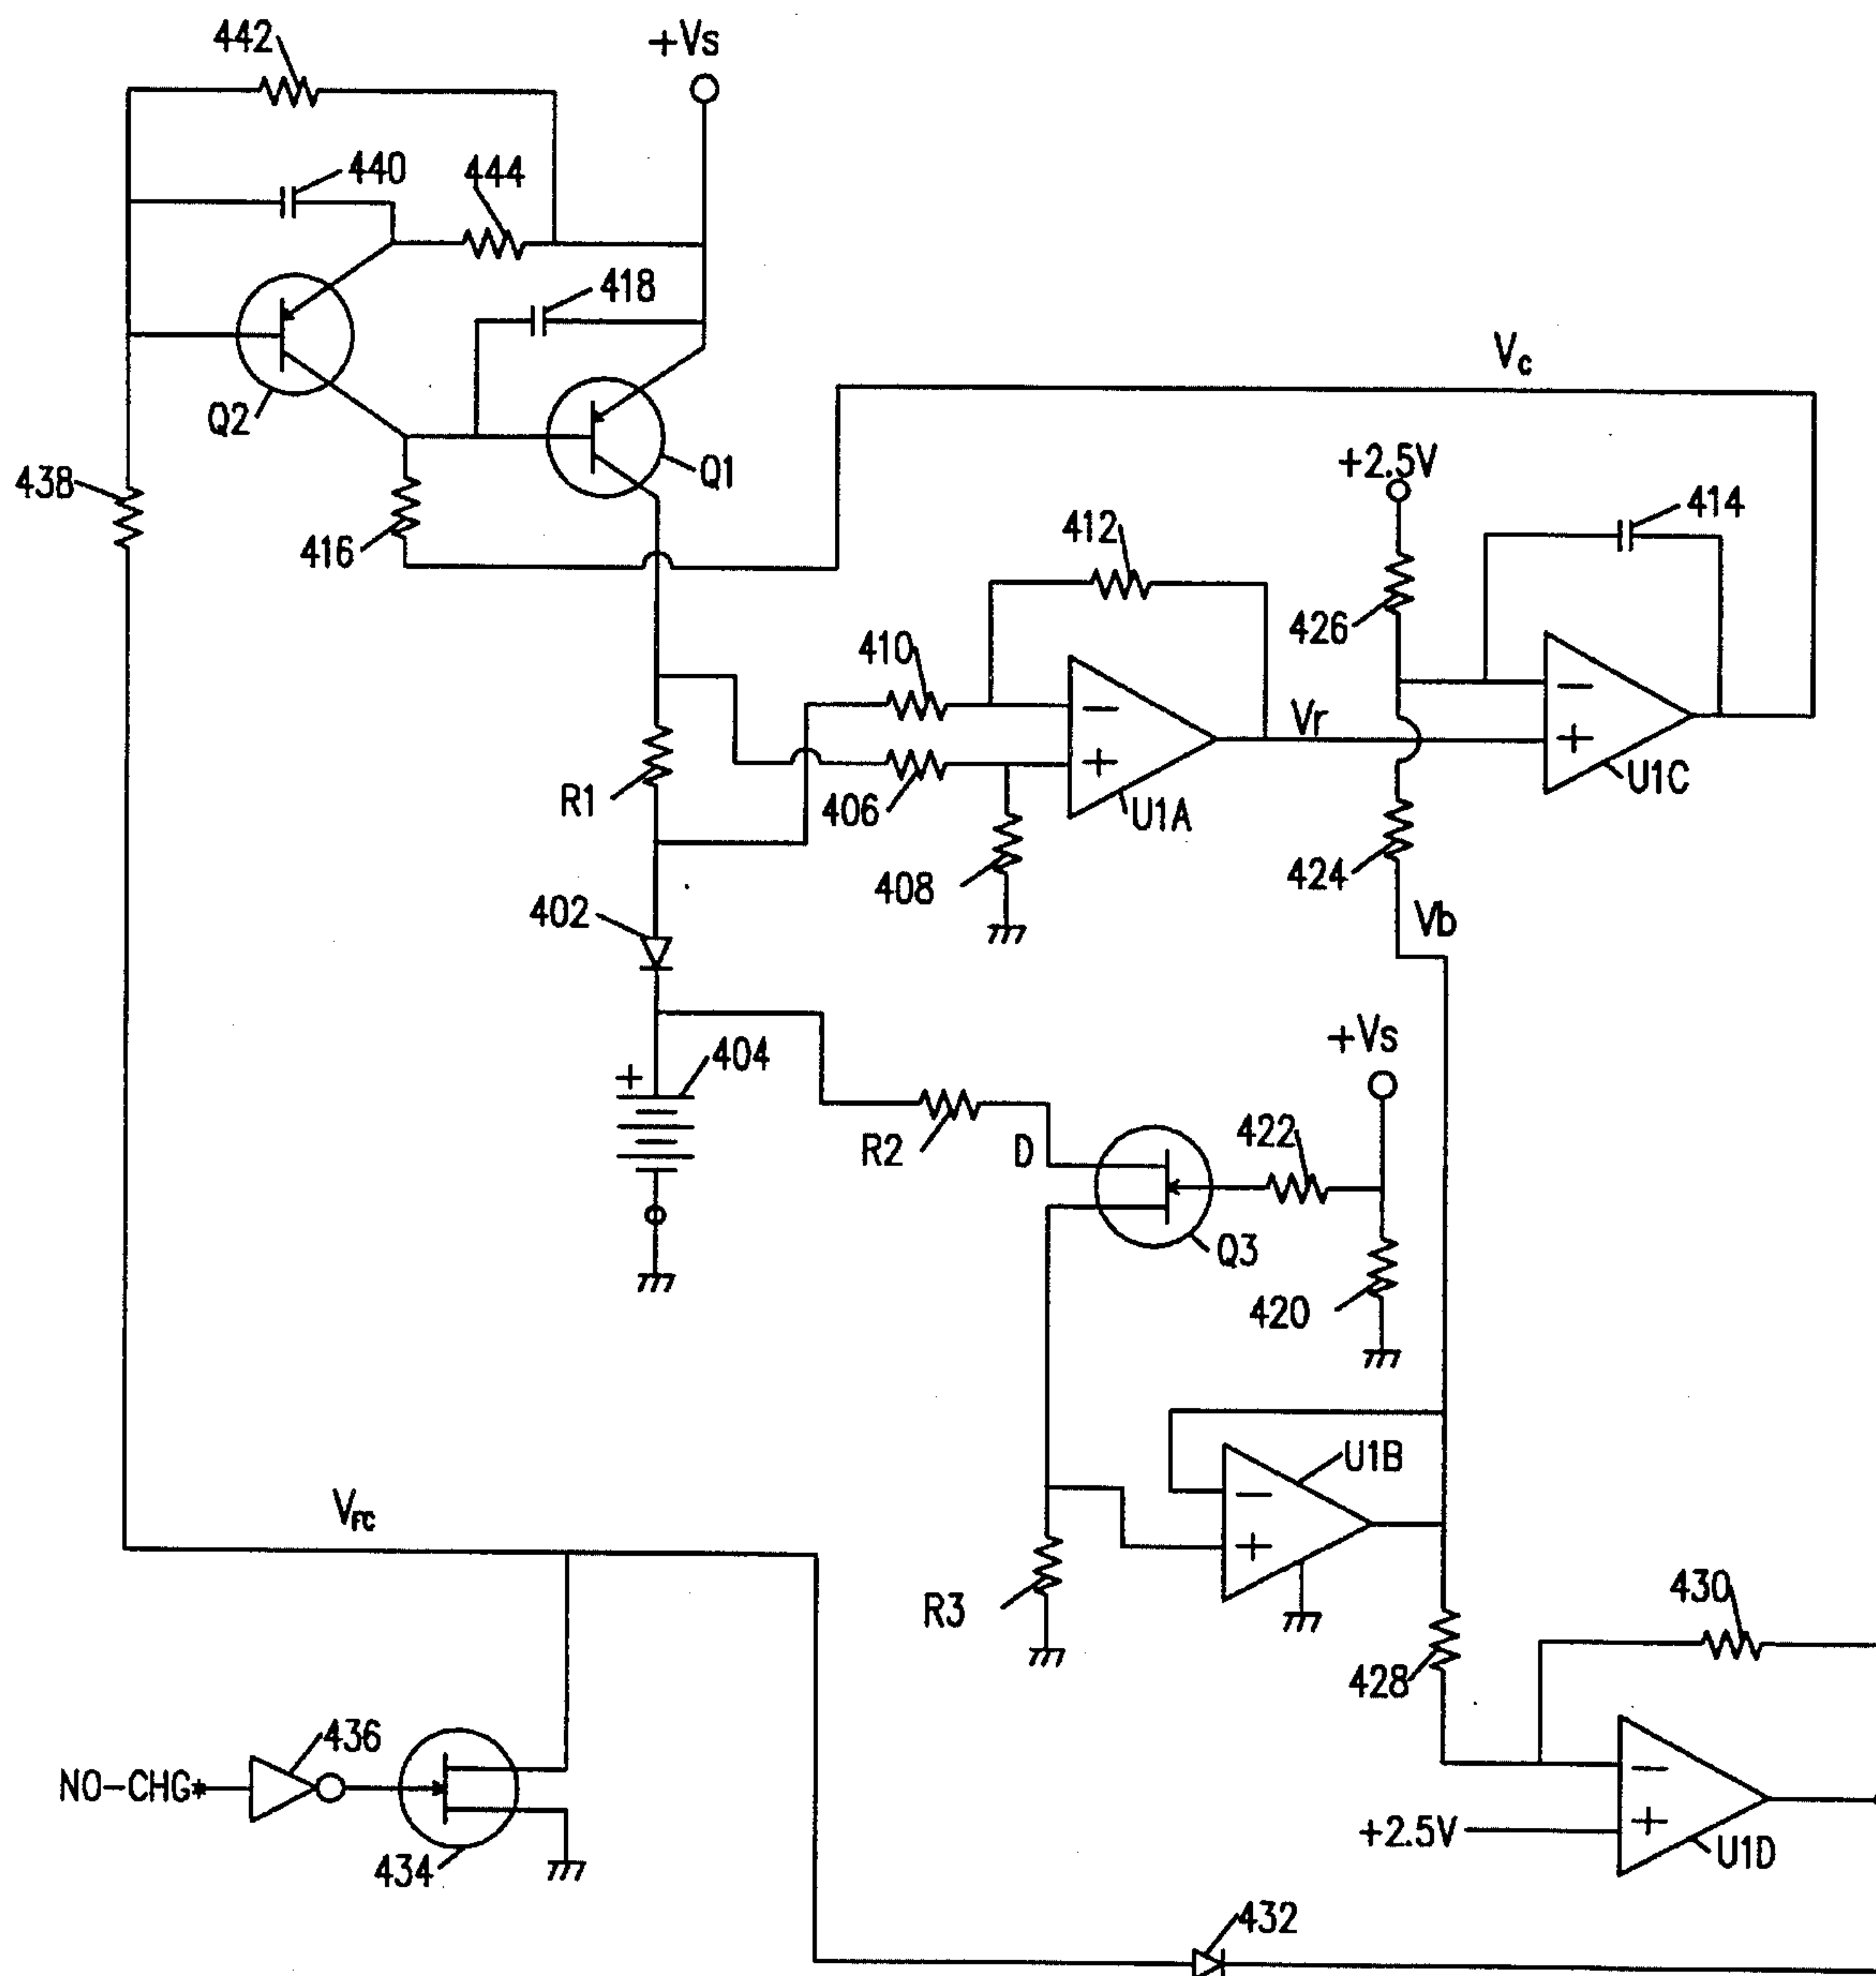 442
+Vs
440
444
418
Vc
Q2
Q1
+2.5V
438
414
416
412
426
410
Vr
U1C
R1
406
U1A
408
424
402
Vb
+Vs
+
404
422
R2
D
Q3
420
U1B
VFC
430
R3
428
436
NO-CHG*
+2.5V
U1D
434
432